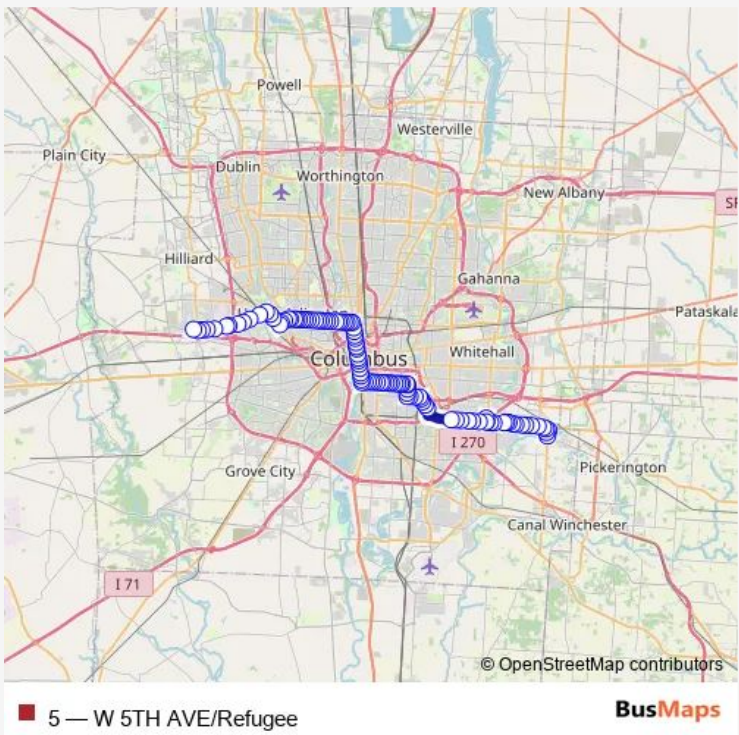 Powell
Westerville
Plain City
Dublin
Worthington
New Albany
Hilliard
Gahanna
Pataskala
Columbus
Whitehall
I 270
Grove City
Pickerington
Canal Winchester
I 71
© OpenStreetMap contributors
5 — W 5TH AVE/Refugee
BusMaps